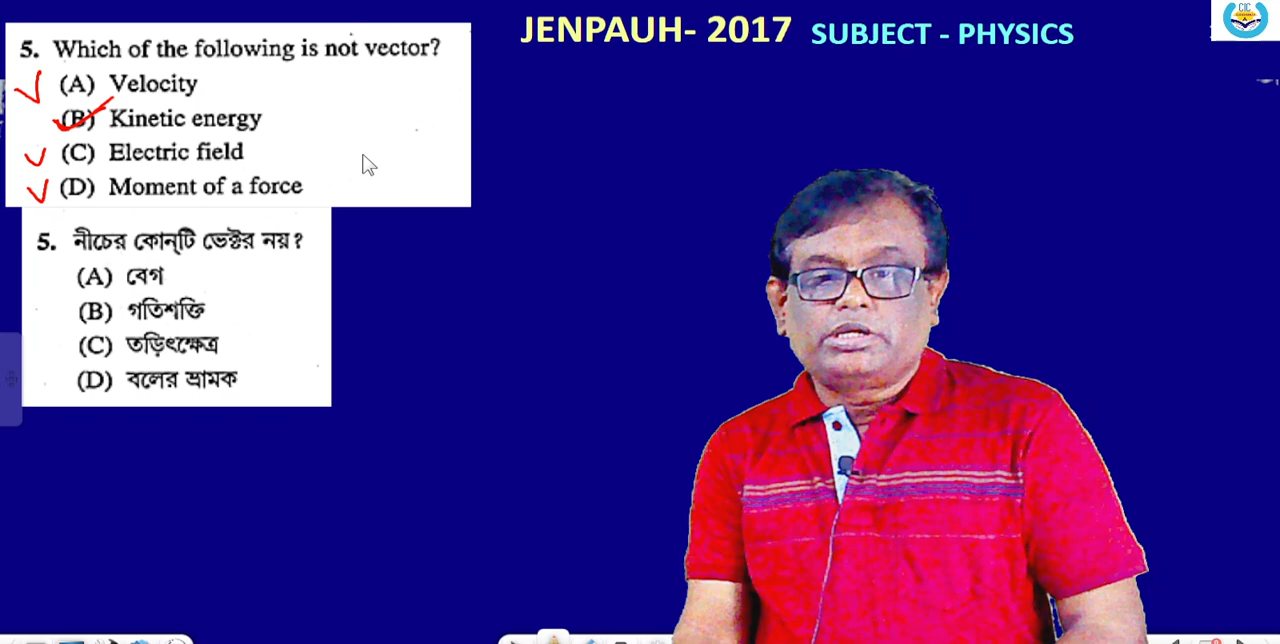 JENPAUH- 2017 SUBJECT - PHYSICS
CIC
5. Which of the following is not vector?
(A) Velocity
(B) Kinetic energy
(C) Electric field
(D) Moment of a force
5. নীচের কোন্‌টি ভেক্টর নয়?
(A) বেগ
(B) গতিশক্তি
(C) তড়িৎক্ষেত্র
(D) বলের ভ্রামক